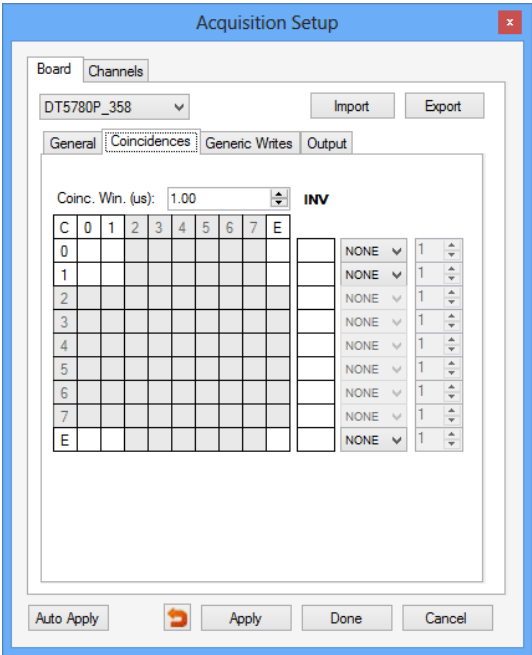 Acquisition Setup
x
Board Channels
DT5780P_358 Import Export
General Coincidences Generic Writes Output
Coinc. Win. (us): 1.00 INV
C 0 1 2 3 4 5 6 7 E
0 NONE 1
1 NONE 1
2 NONE 1
3 NONE 1
4 NONE 1
5 NONE 1
6 NONE 1
7 NONE 1
E NONE 1
Auto Apply Apply Done Cancel